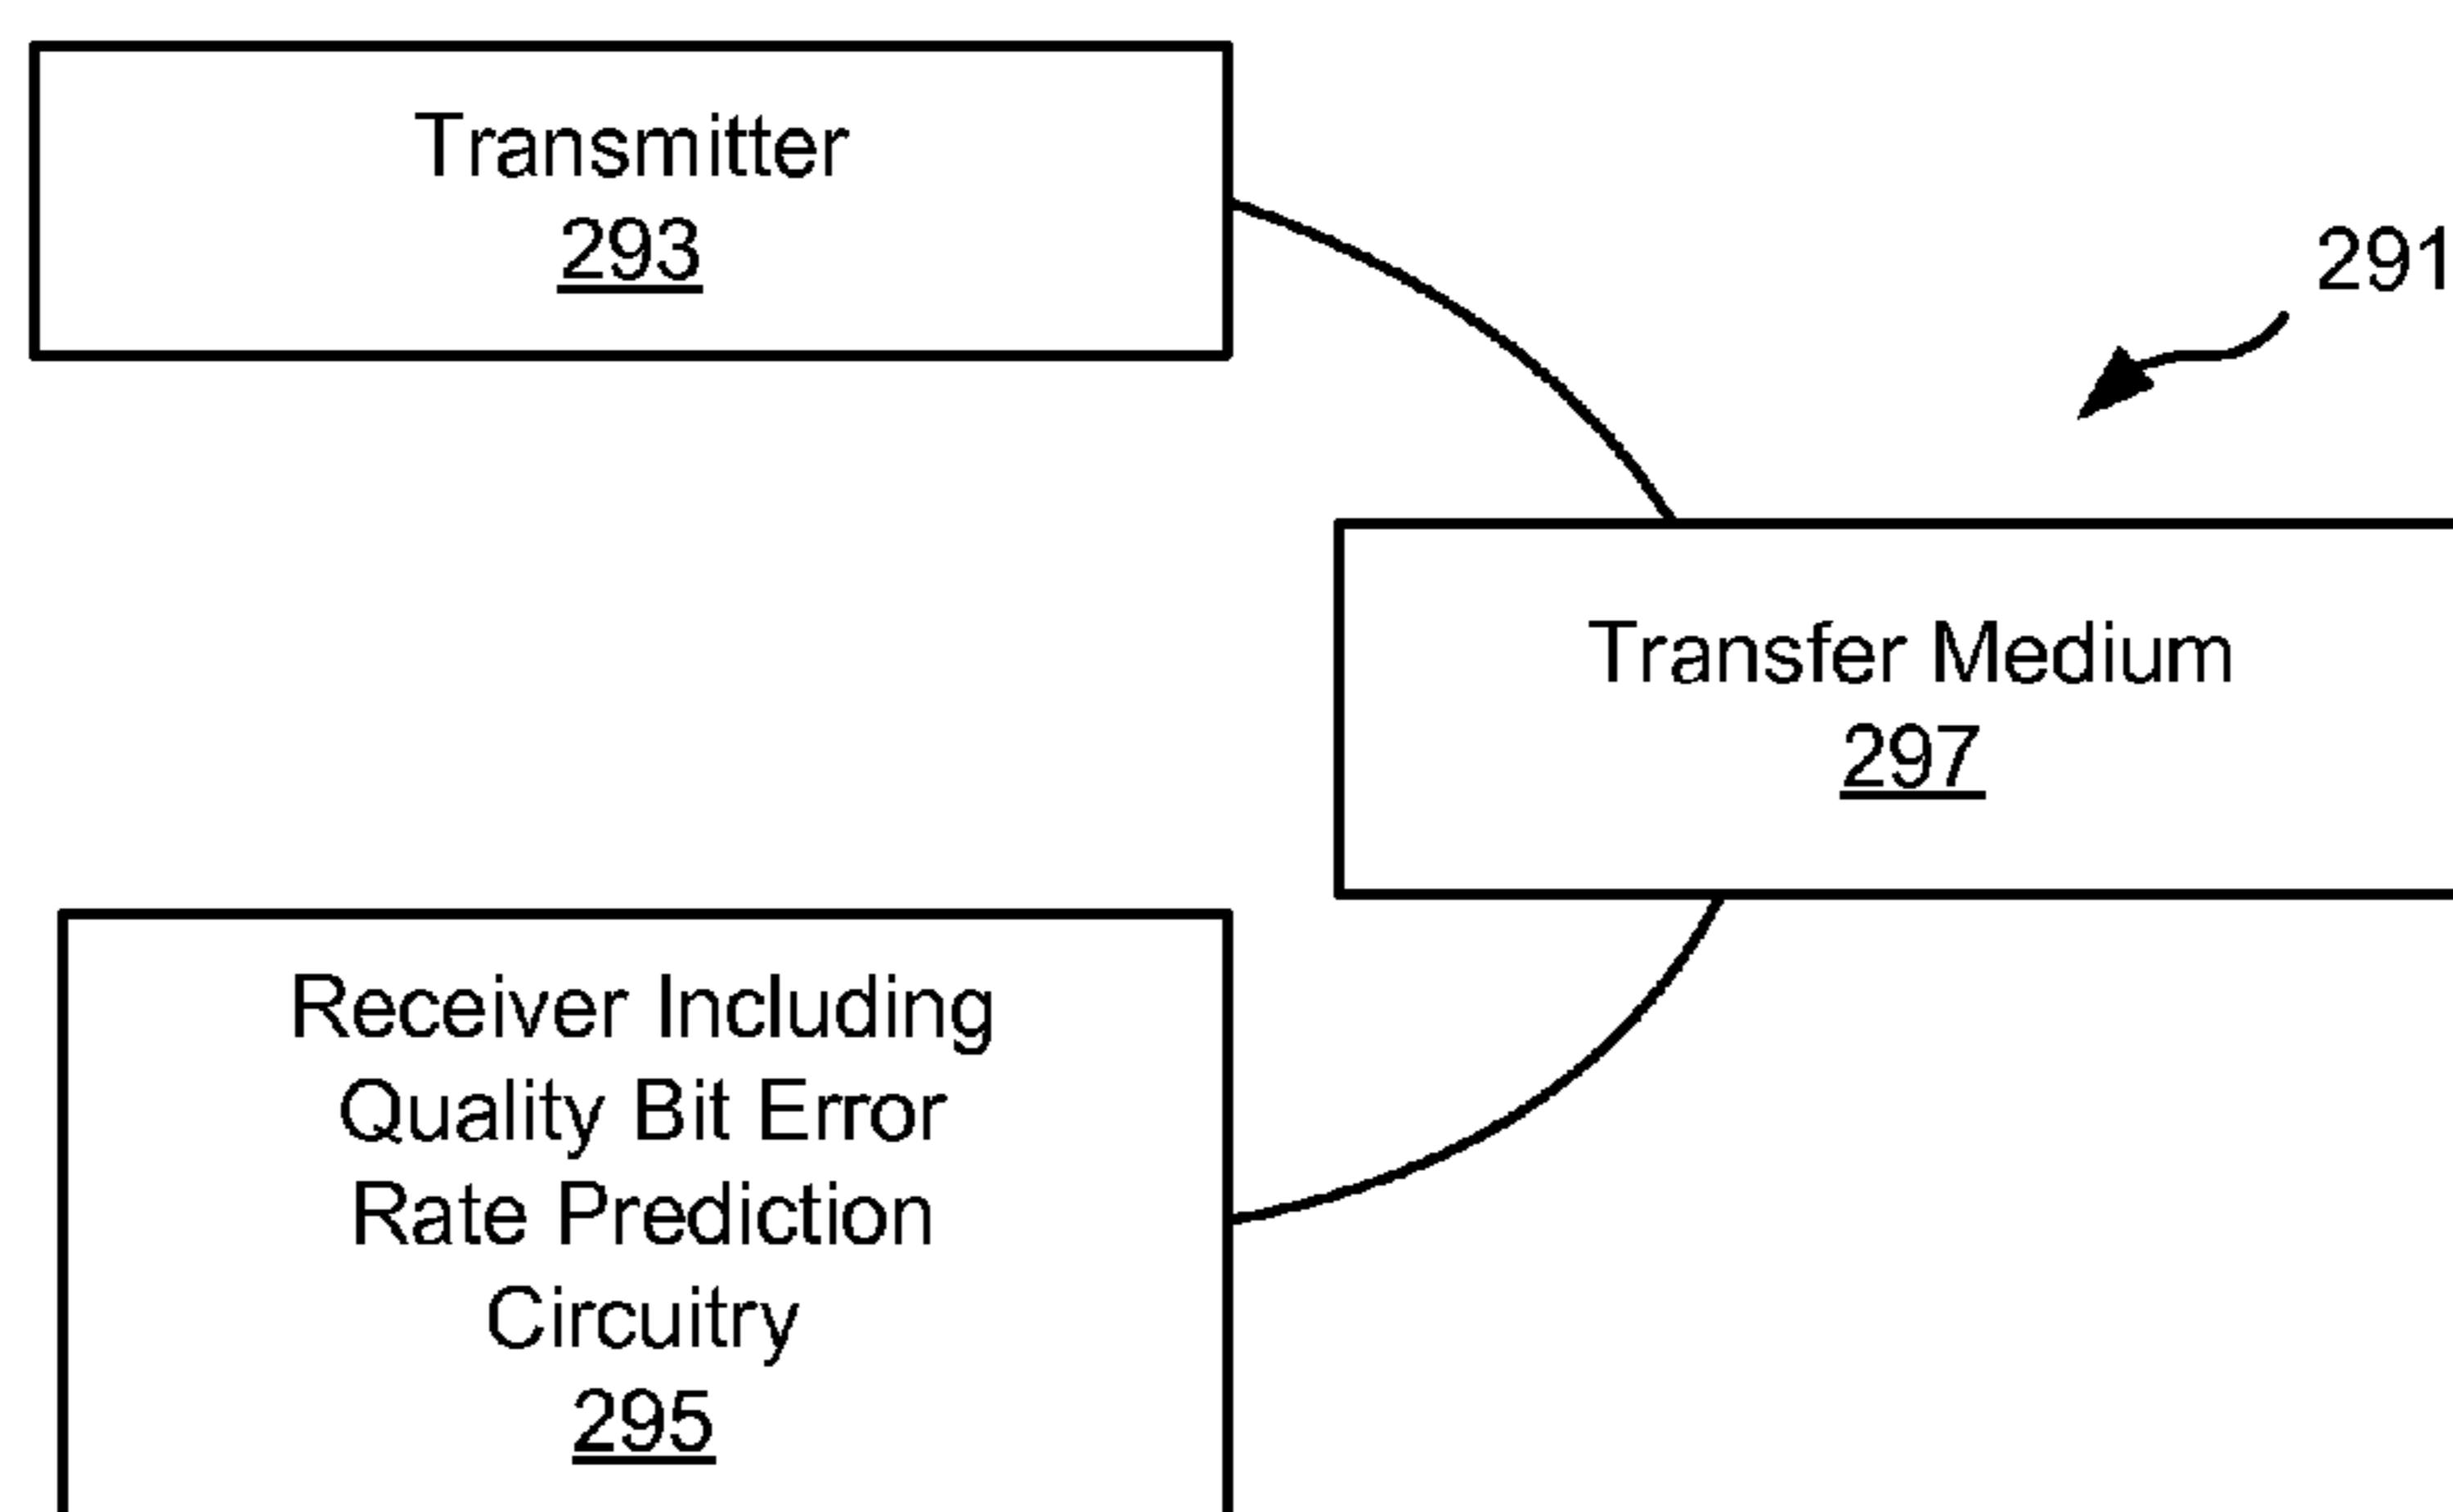 Transmitter
293
291
Transfer Medium
297
Receiver Including
Quality Bit Error
Rate Prediction
Circuitry
295